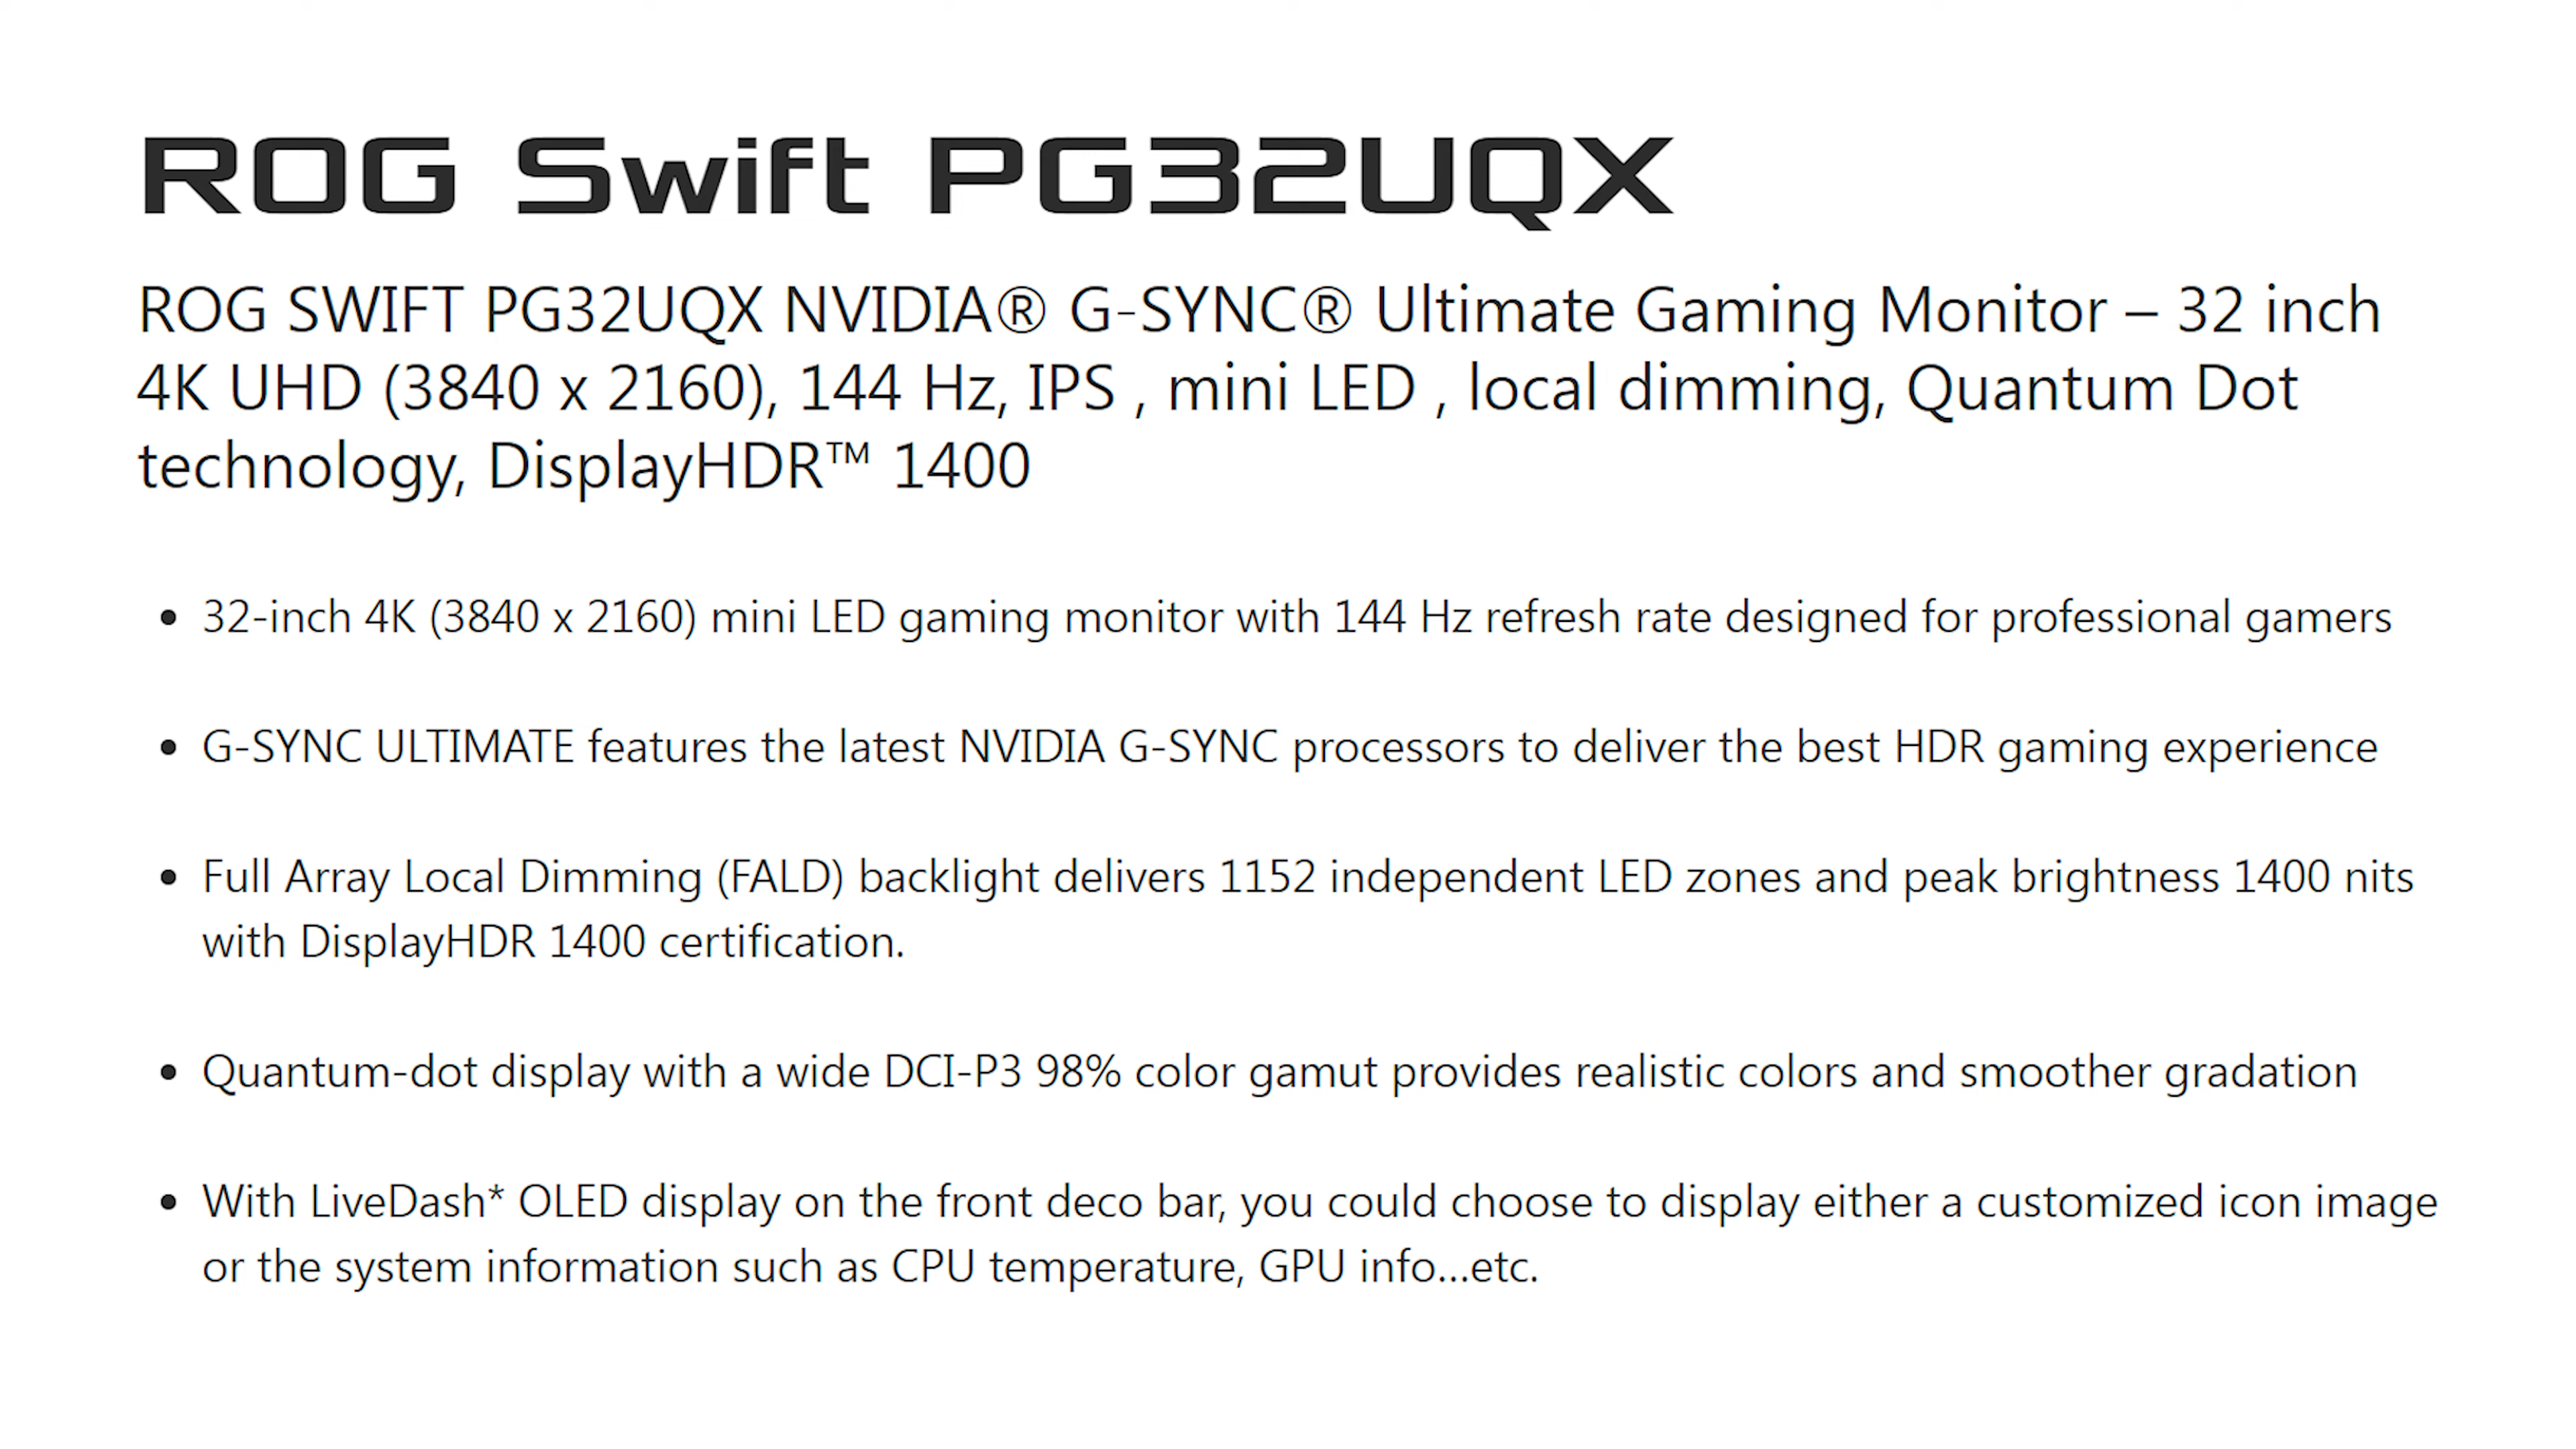 ROG Swift PG32UQX
ROG SWIFT PG32UQX NVIDIA® G-SYNC® Ultimate Gaming Monitor – 32 inch
4K UHD (3840 x 2160), 144 Hz, IPS , mini LED , local dimming, Quantum Dot
technology, DisplayHDR™ 1400
• 32-inch 4K (3840 x 2160) mini LED gaming monitor with 144 Hz refresh rate designed for professional gamers
• G-SYNC ULTIMATE features the latest NVIDIA G-SYNC processors to deliver the best HDR gaming experience
• Full Array Local Dimming (FALD) backlight delivers 1152 independent LED zones and peak brightness 1400 nits
with DisplayHDR 1400 certification.
• Quantum-dot display with a wide DCI-P3 98% color gamut provides realistic colors and smoother gradation
• With LiveDash* OLED display on the front deco bar, you could choose to display either a customized icon image
or the system information such as CPU temperature, GPU info...etc.